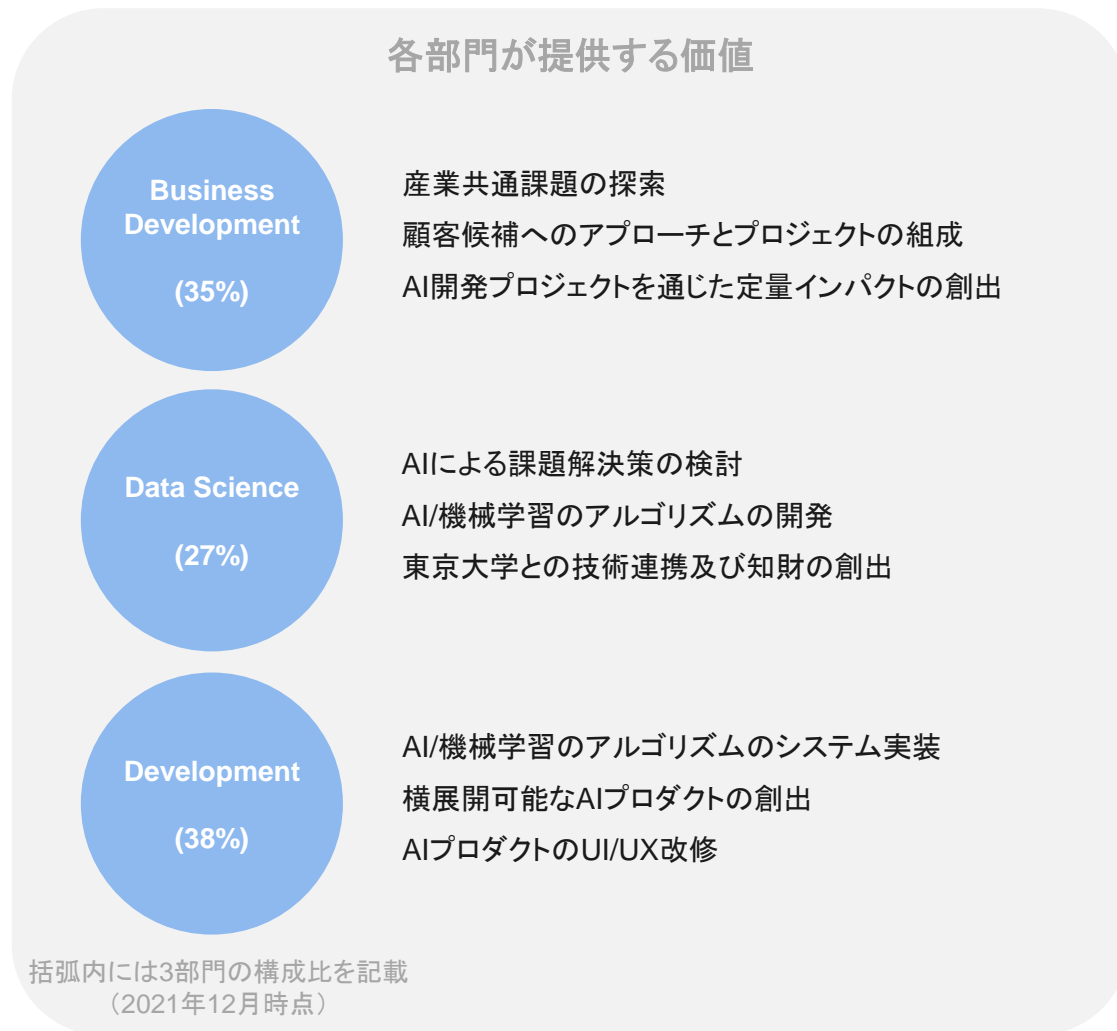 各部門が提供する価値
Business
Development
(35%)
産業共通課題の探索
顧客候補へのアプローチとプロジェクトの組成
AI開発プロジェクトを通じた定量インパクトの創出
Data Science
(27%)
AIによる課題解決策の検討
AI/機械学習のアルゴリズムの開発
東京大学との技術連携及び知財の創出
Development
(38%)
AI/機械学習のアルゴリズムのシステム実装
横展開可能なAIプロダクトの創出
AIプロダクトのUI/UX改修
括弧内には3部門の構成比を記載
（2021年12月時点）